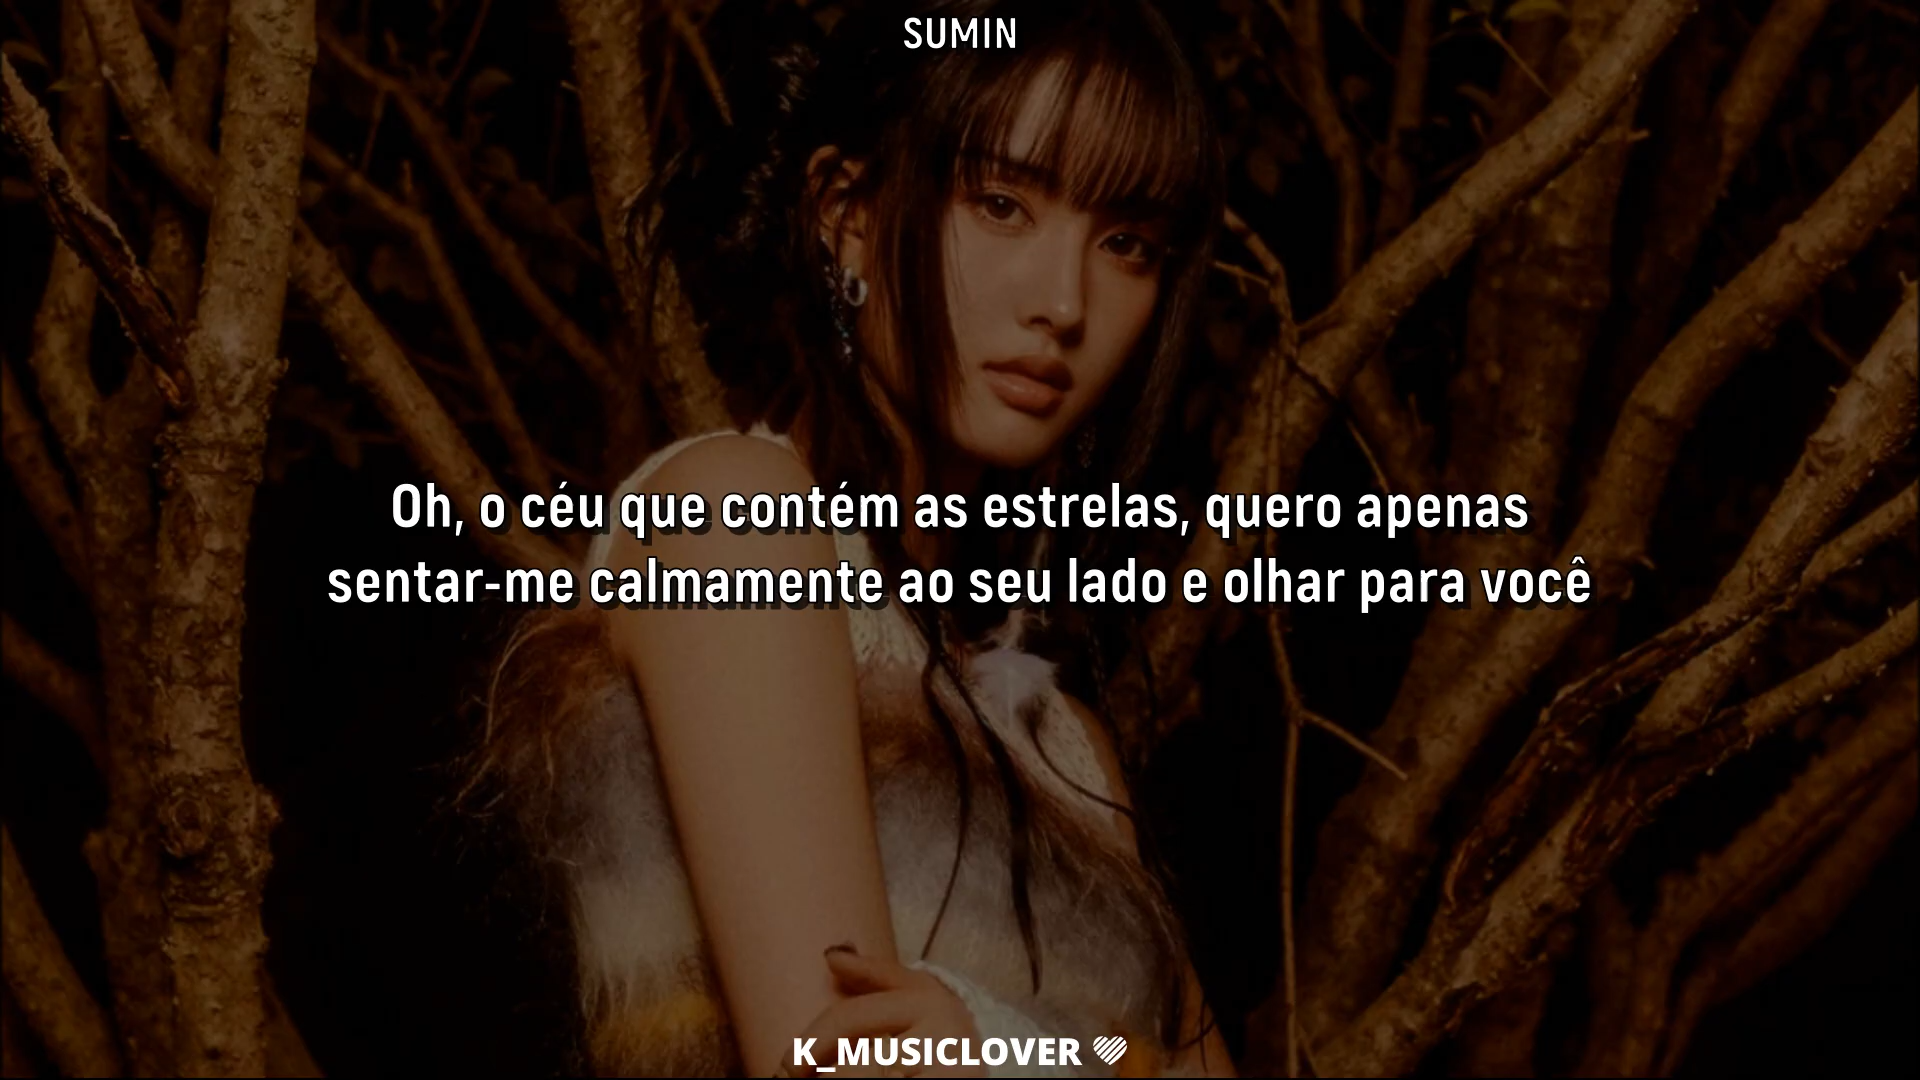 SUMIN
Oh, o céu que contém as estrelas, quero apenas
sentar-me calmamente ao seu lado e olhar para você
K_MUSICLOVER